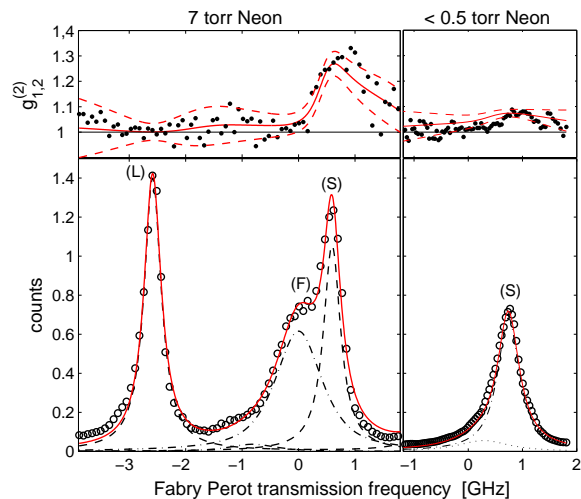 7 torr Neon
< 0.5 torr Neon
1.4
1.3
1.2
1.1
1
g(2)1,2
(L)
(S)
(F)
(S)
1.4
1.2
1
0.8
0.6
0.4
0.2
0
counts
−3 −2 −1 0 1
−1 0 1 2
Fabry Perot transmission frequency [GHz]